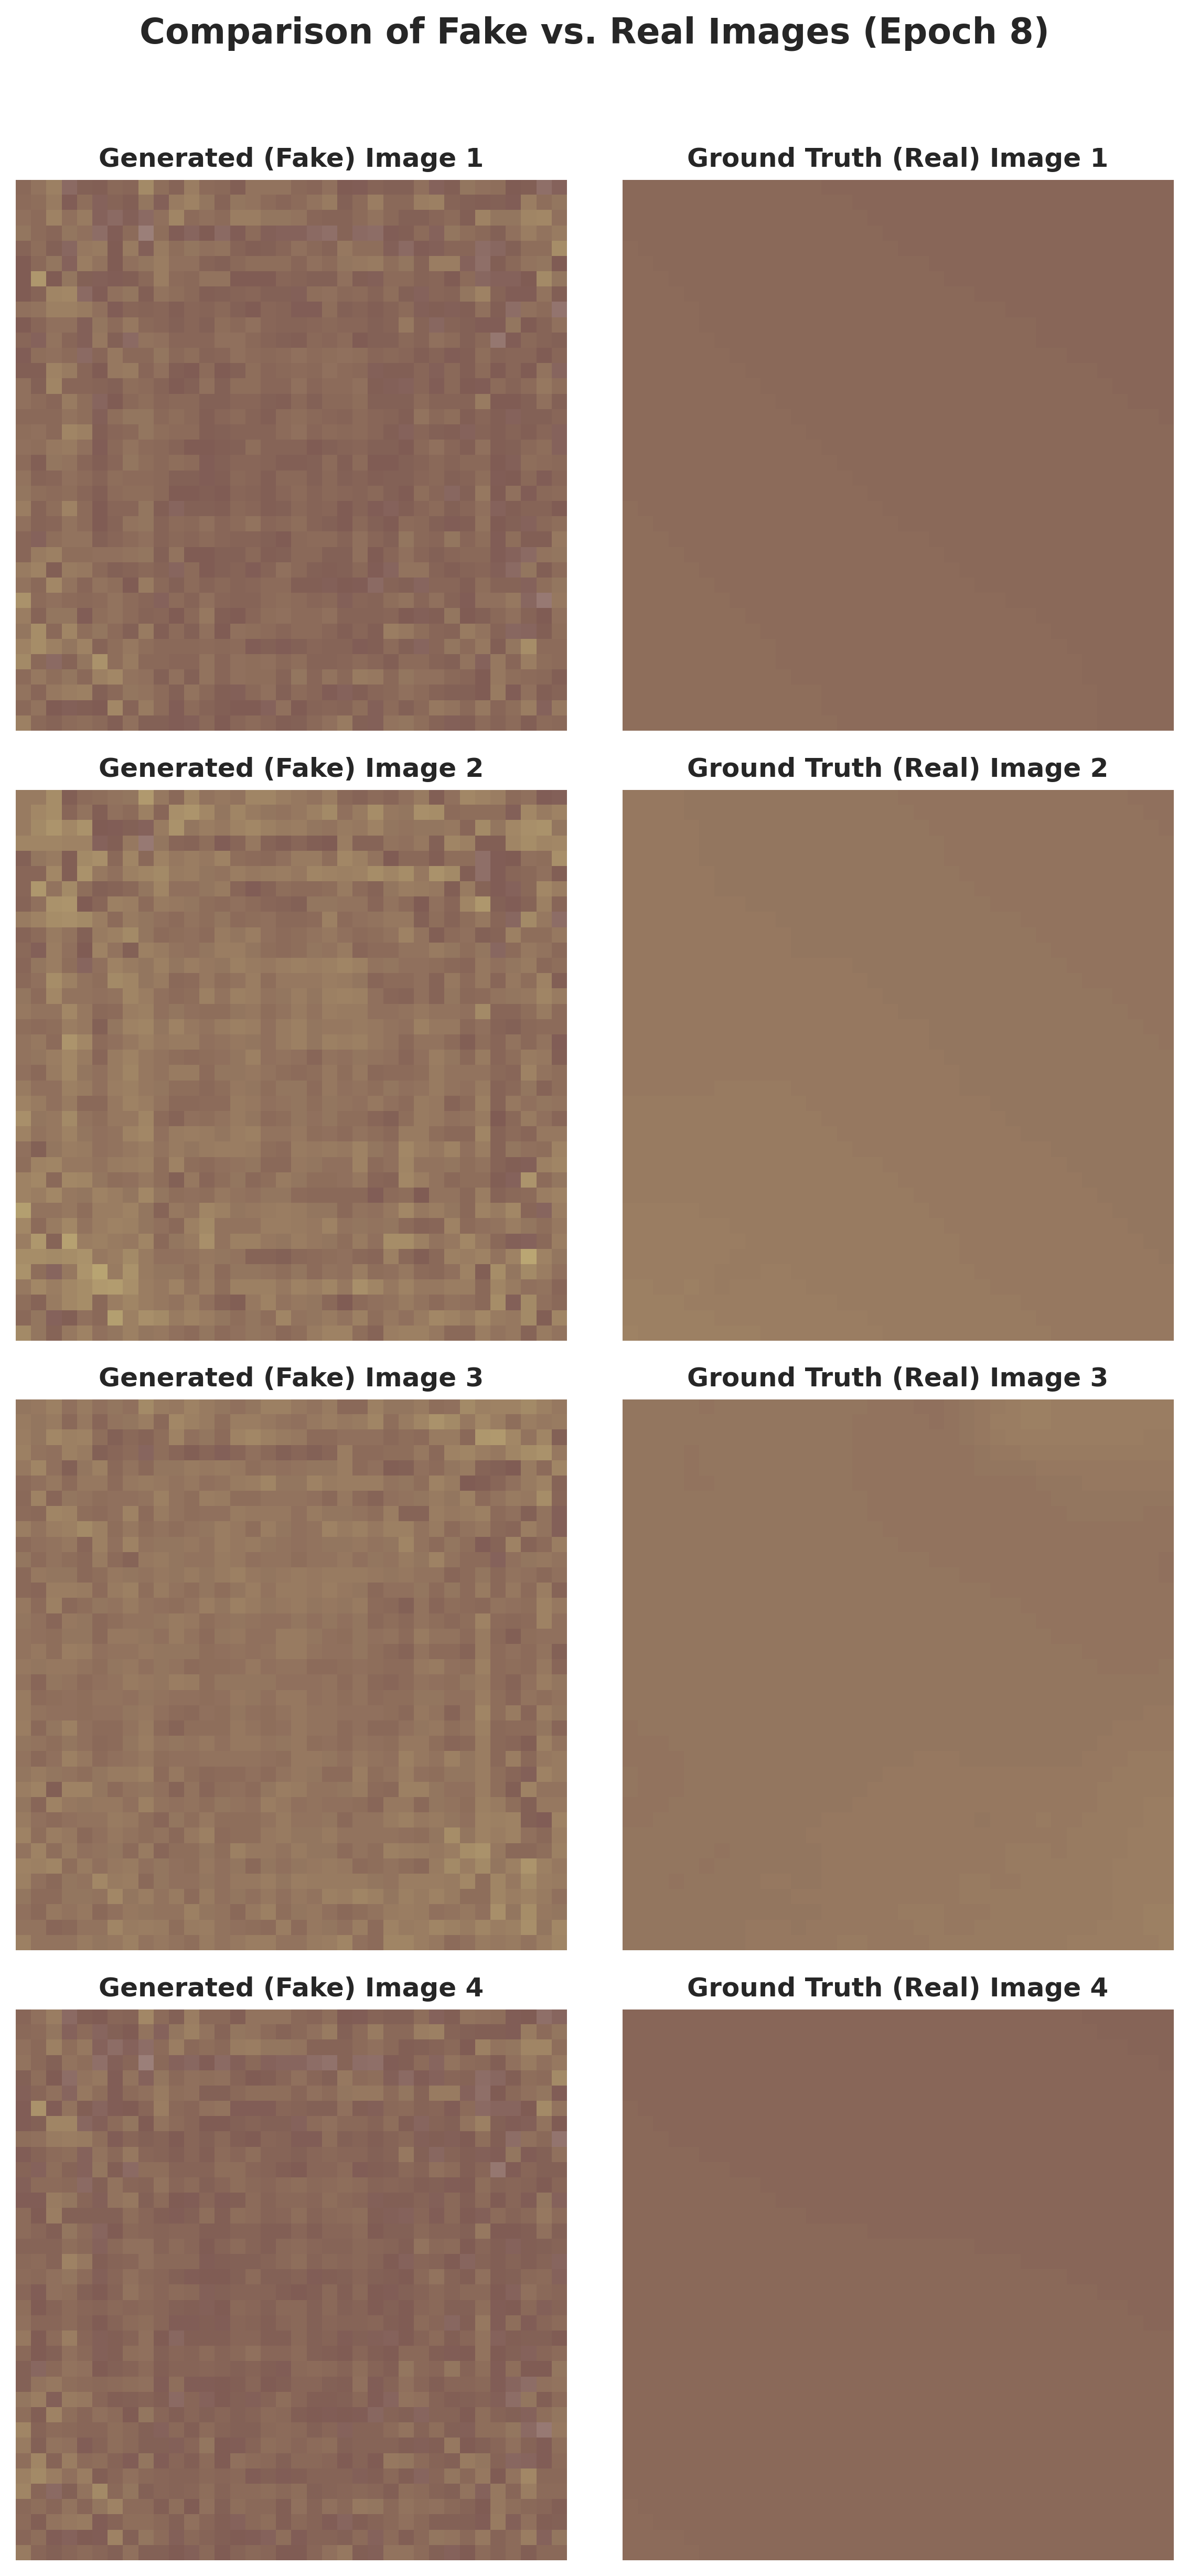 Comparison of Fake vs. Real Images (Epoch 8)
Generated (Fake) Image 1
Ground Truth (Real) Image 1
Generated (Fake) Image 2
Ground Truth (Real) Image 2
Generated (Fake) Image 3
Ground Truth (Real) Image 3
Generated (Fake) Image 4
Ground Truth (Real) Image 4